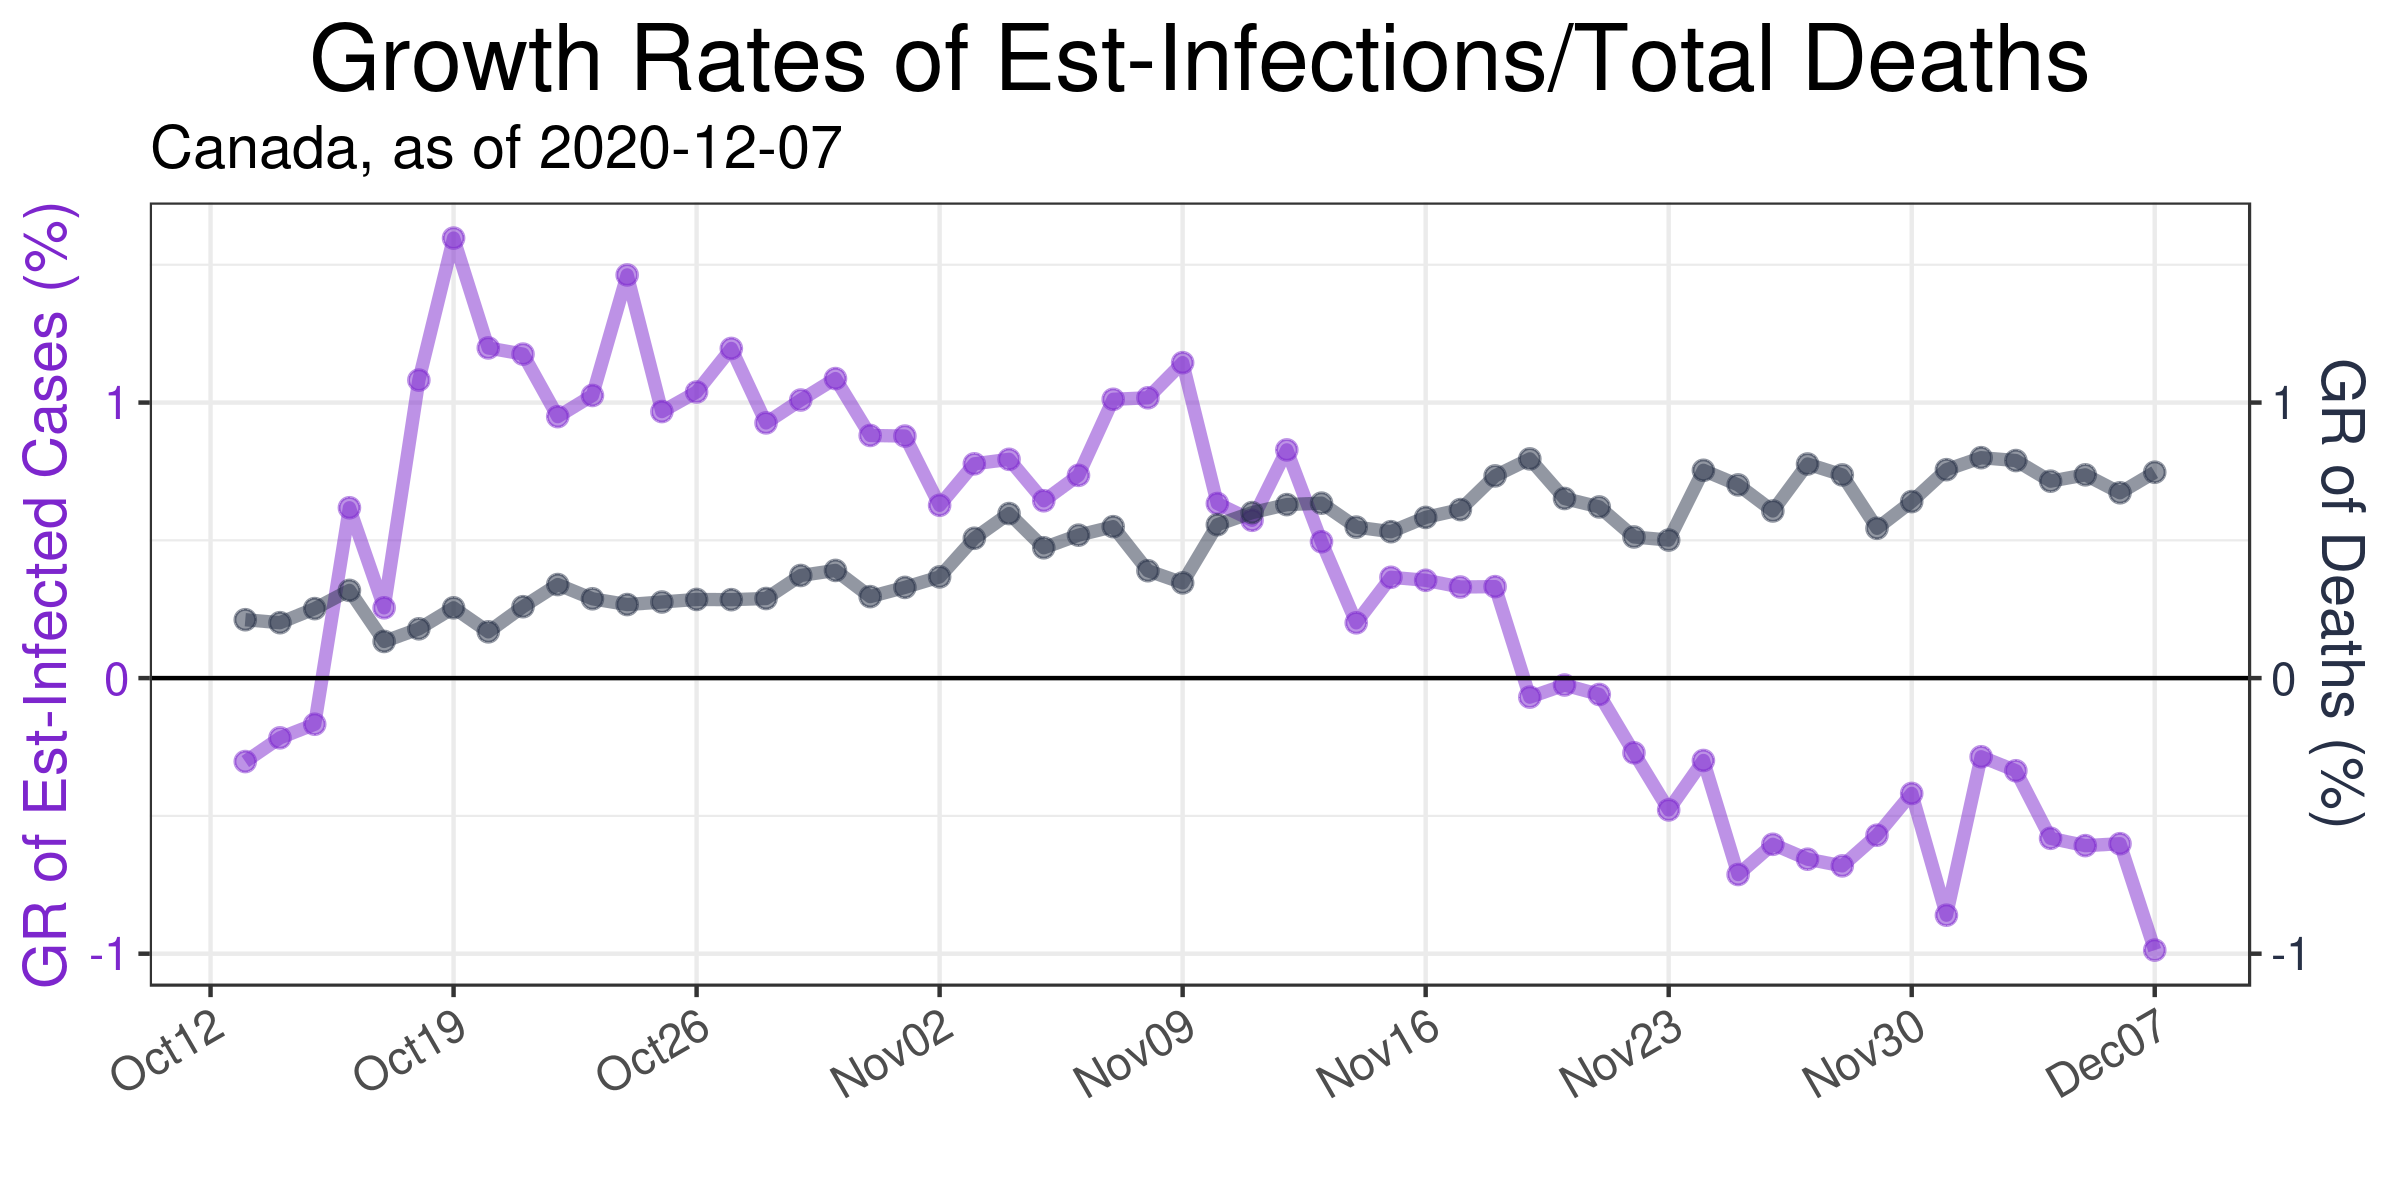 Growth Rates of Est-Infections/Total Deaths
Canada, as of 2020-12-07
GR of Est-Infected Cases (%)
1
0
-1
1
0
-1
GR of Deaths (%)
Oct12
Oct19
Oct26
Nov02
Nov09
Nov16
Nov23
Nov30
Dec07